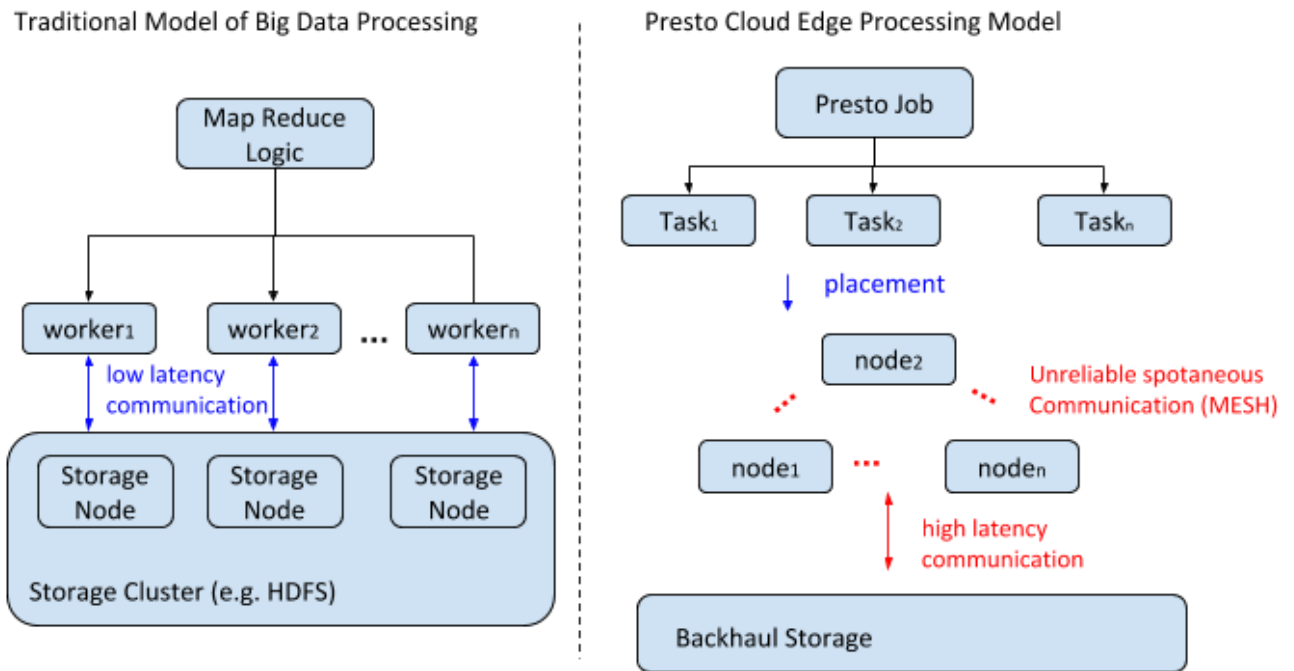 Traditional Model of Big Data Processing
Map Reduce
Logic
worker1
worker2
...
workern
low latency
communication
Storage
Node
Storage
Node
Storage
Node
Storage Cluster (e.g. HDFS)
Presto Cloud Edge Processing Model
Presto Job
Task1
Task2
Taskn
placement
node2
Unreliable spotaneous
Communication (MESH)
node1
...
noden
high latency
communication
Backhaul Storage